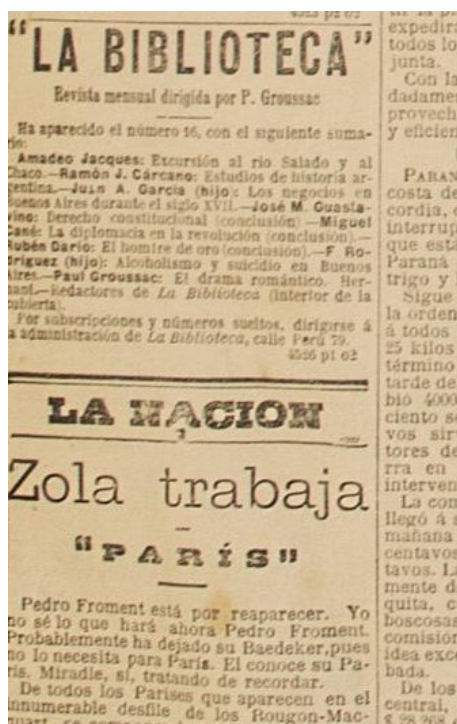 4525 p1 o2
"LA BIBLIOTECA"
Revista mensual dirigida por P. Groussac
Ha aparecido el número 16, con el siguiente suma-
rio:
Amadeo Jacques: Excursión al río Salado y al
Chaco.—Ramón J. Cárcano: Estudios de historia ar-
gentina.—Juan A. García (hijo): Los negocios en
Buenos Aires durante el siglo XVII.—José M. Guasta-
vino: Derecho constitucional (conclusión)—Miguel
Cané: La diplomacia en la revolución (conclusión).—
Rubén Darío: El hombre de oro (conclusión).—F Ro-
dríguez (hijo): Alcoholismo y suicidio en Buenos
Aires.—Paul Groussac: El drama romántico. Her-
nani.—Redactores de La Biblioteca (interior de la
cubierta).
Por subscripciones y números sueltos, dirigirse á
la administración de La Biblioteca, calle Perú 79.
4526 p1 o2
LA NACION
Zola trabaja
"PARÍS"
Pedro Froment está por reaparecer. Yo
no sé lo que hará ahora Pedro Froment.
Probablemente ha dejado su Baedeker, pues
no lo necesita para París. El conoce su Pa-
rís. Miradle, sí, tratando de recordar.
De todos los Parises que aparecen en el
innumerable desfile de los Rougon-Mac-
expedira
todos lo
junta.
Con la
dadamen
provech
y eficien
PARAN
costa de
cordia,
interrup
que esta
Paraná
trigo y
Sigue
la orden
á todos
25 kilos
término
tarde de
bió 4000
ciento s
vos sir
tores de
rra en
interven
La con
llegó á s
mañana
centavos
tavos. La
mente d
quita, c
boscosas
comisión
idea exce
bada.
De los
central,